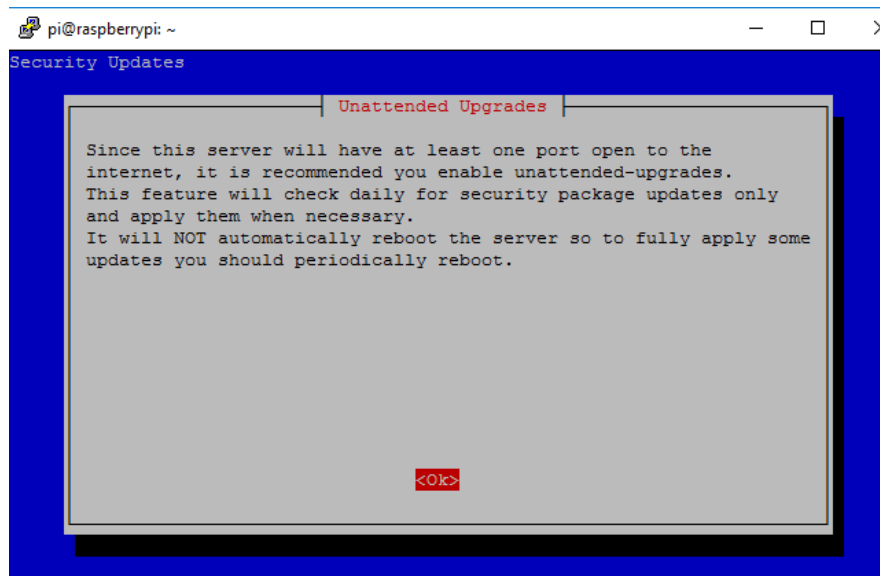 pi@raspberrypi: ~
Security Updates
Unattended Upgrades
Since this server will have at least one port open to the
internet, it is recommended you enable unattended-upgrades.
This feature will check daily for security package updates only
and apply them when necessary.
It will NOT automatically reboot the server so to fully apply some
updates you should periodically reboot.
<Ok>